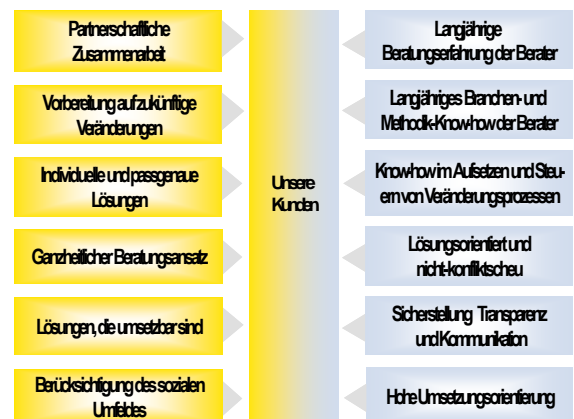 Partnerschaftliche
Zusammenarbeit
Vorbereitung auf zukünftige
Veränderungen
Individuelle und passgenaue
Lösungen
Ganzheitlicher Beratungsansatz
Lösungen, die umsetzbar sind
Berücksichtigung des sozialen
Umfeldes
Unsere
Kunden
Langjährige
Beratungserfahrung der Berater
Langjähriges Branchen- und
Methodik-Know-how der Berater
Know-how im Aufsetzen und Steu-
ern von Veränderungsprozessen
Lösungsorientiert und
nicht-konfliktscheu
Sicherstellung Transparenz
und Kommunikation
Hohe Umsetzungsorientierung